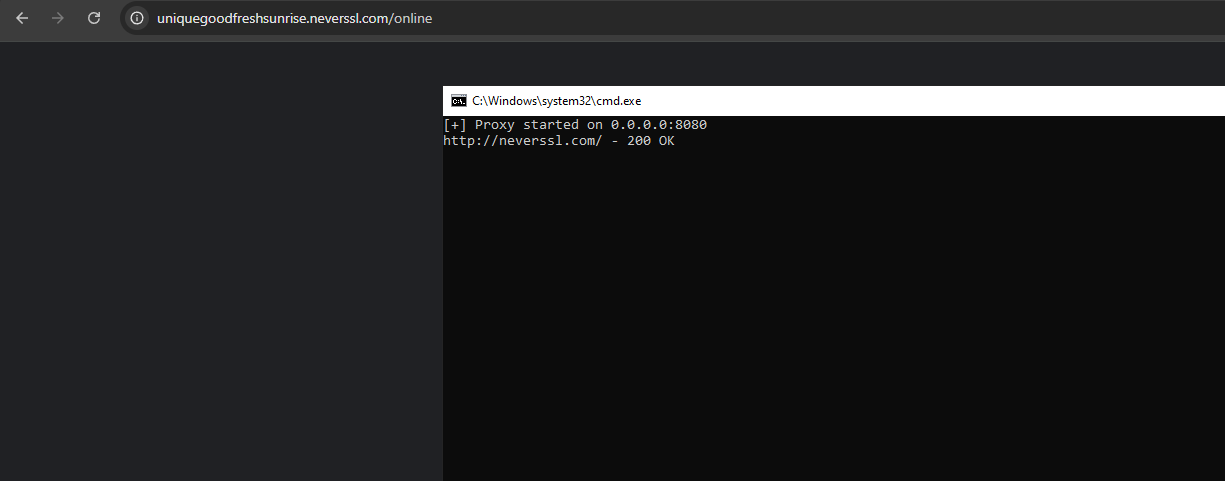 uniquegoodfreshsunrise.neverssl.com/online
C:\Windows\system32\cmd.exe
[+] Proxy started on 0.0.0.0:8080
http://neverssl.com/ - 200 OK